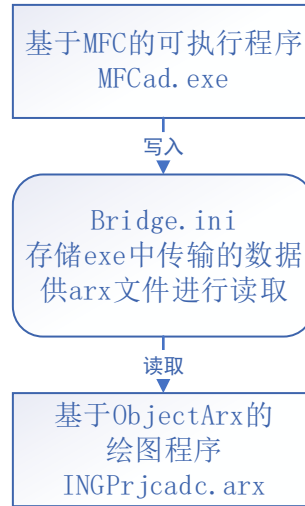 基于MFC的可执行程序
MFCad.exe
写入
Bridge.ini
存储exe中传输的数据
供arx文件进行读取
读取
基于ObjectArx的
绘图程序
INGPrjcadc.arx